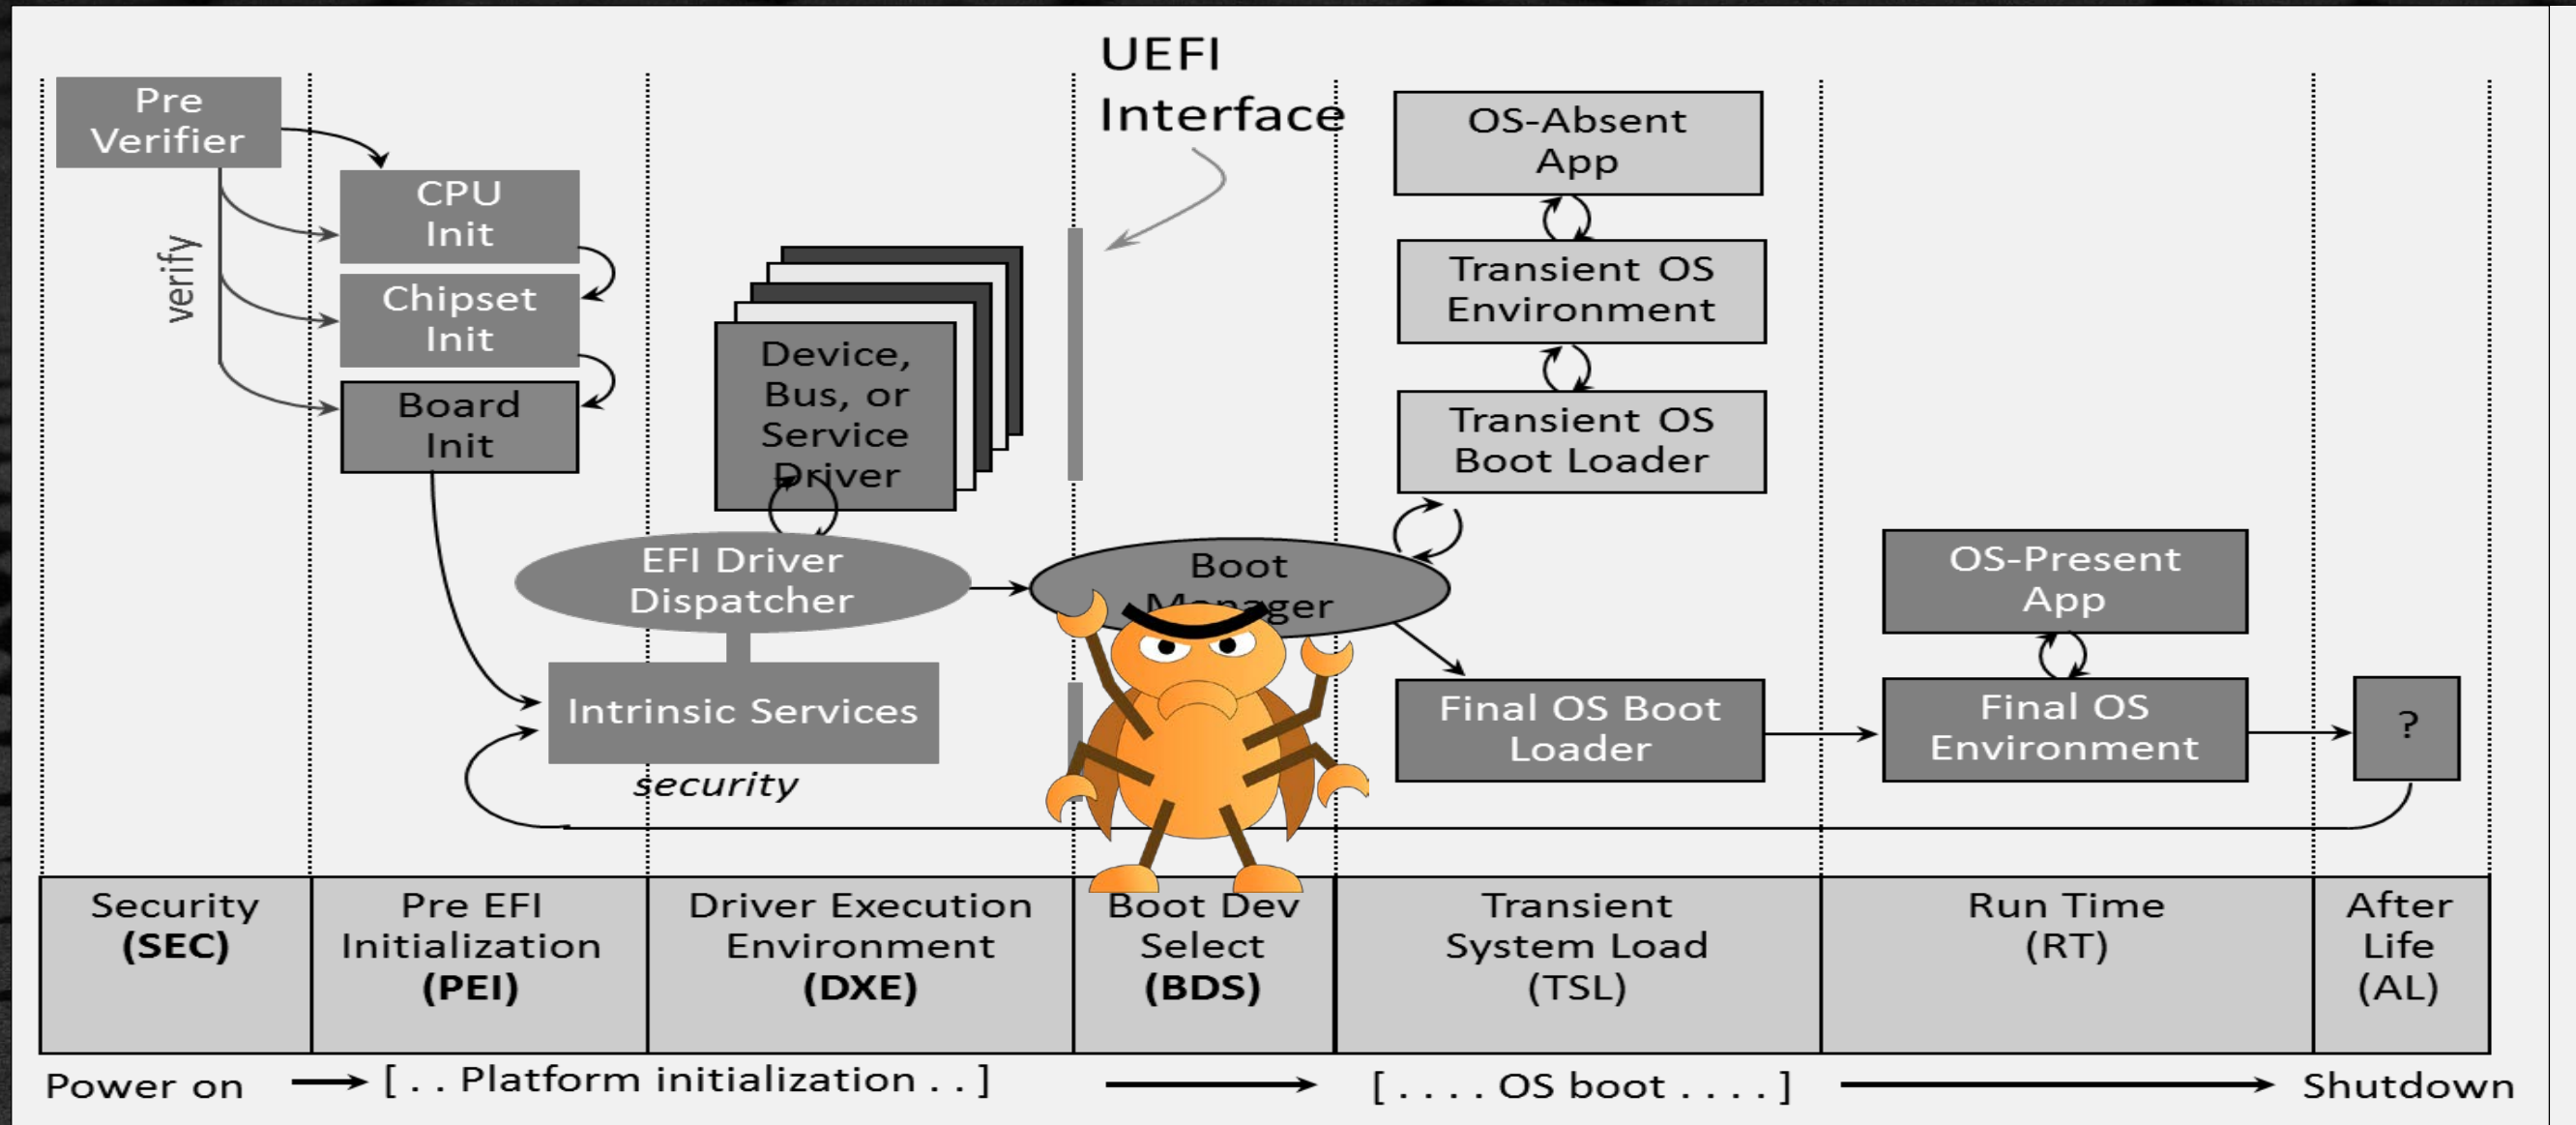 UEFI
Interface
Pre
Verifier
verify
CPU
Init
Chipset
Init
Board
Init
Device,
Bus, or
Service
Driver
EFI Driver
Dispatcher
Intrinsic Services
security
Boot
Manager
OS-Absent
App
Transient OS
Environment
Transient OS
Boot Loader
Final OS Boot
Loader
OS-Present
App
Final OS
Environment
?
Security
(SEC)
Pre EFI
Initialization
(PEI)
Driver Execution
Environment
(DXE)
Boot Dev
Select
(BDS)
Transient
System Load
(TSL)
Run Time
(RT)
After
Life
(AL)
Power on
[ . . Platform initialization . . ]
[ . . . . OS boot . . . . ]
Shutdown